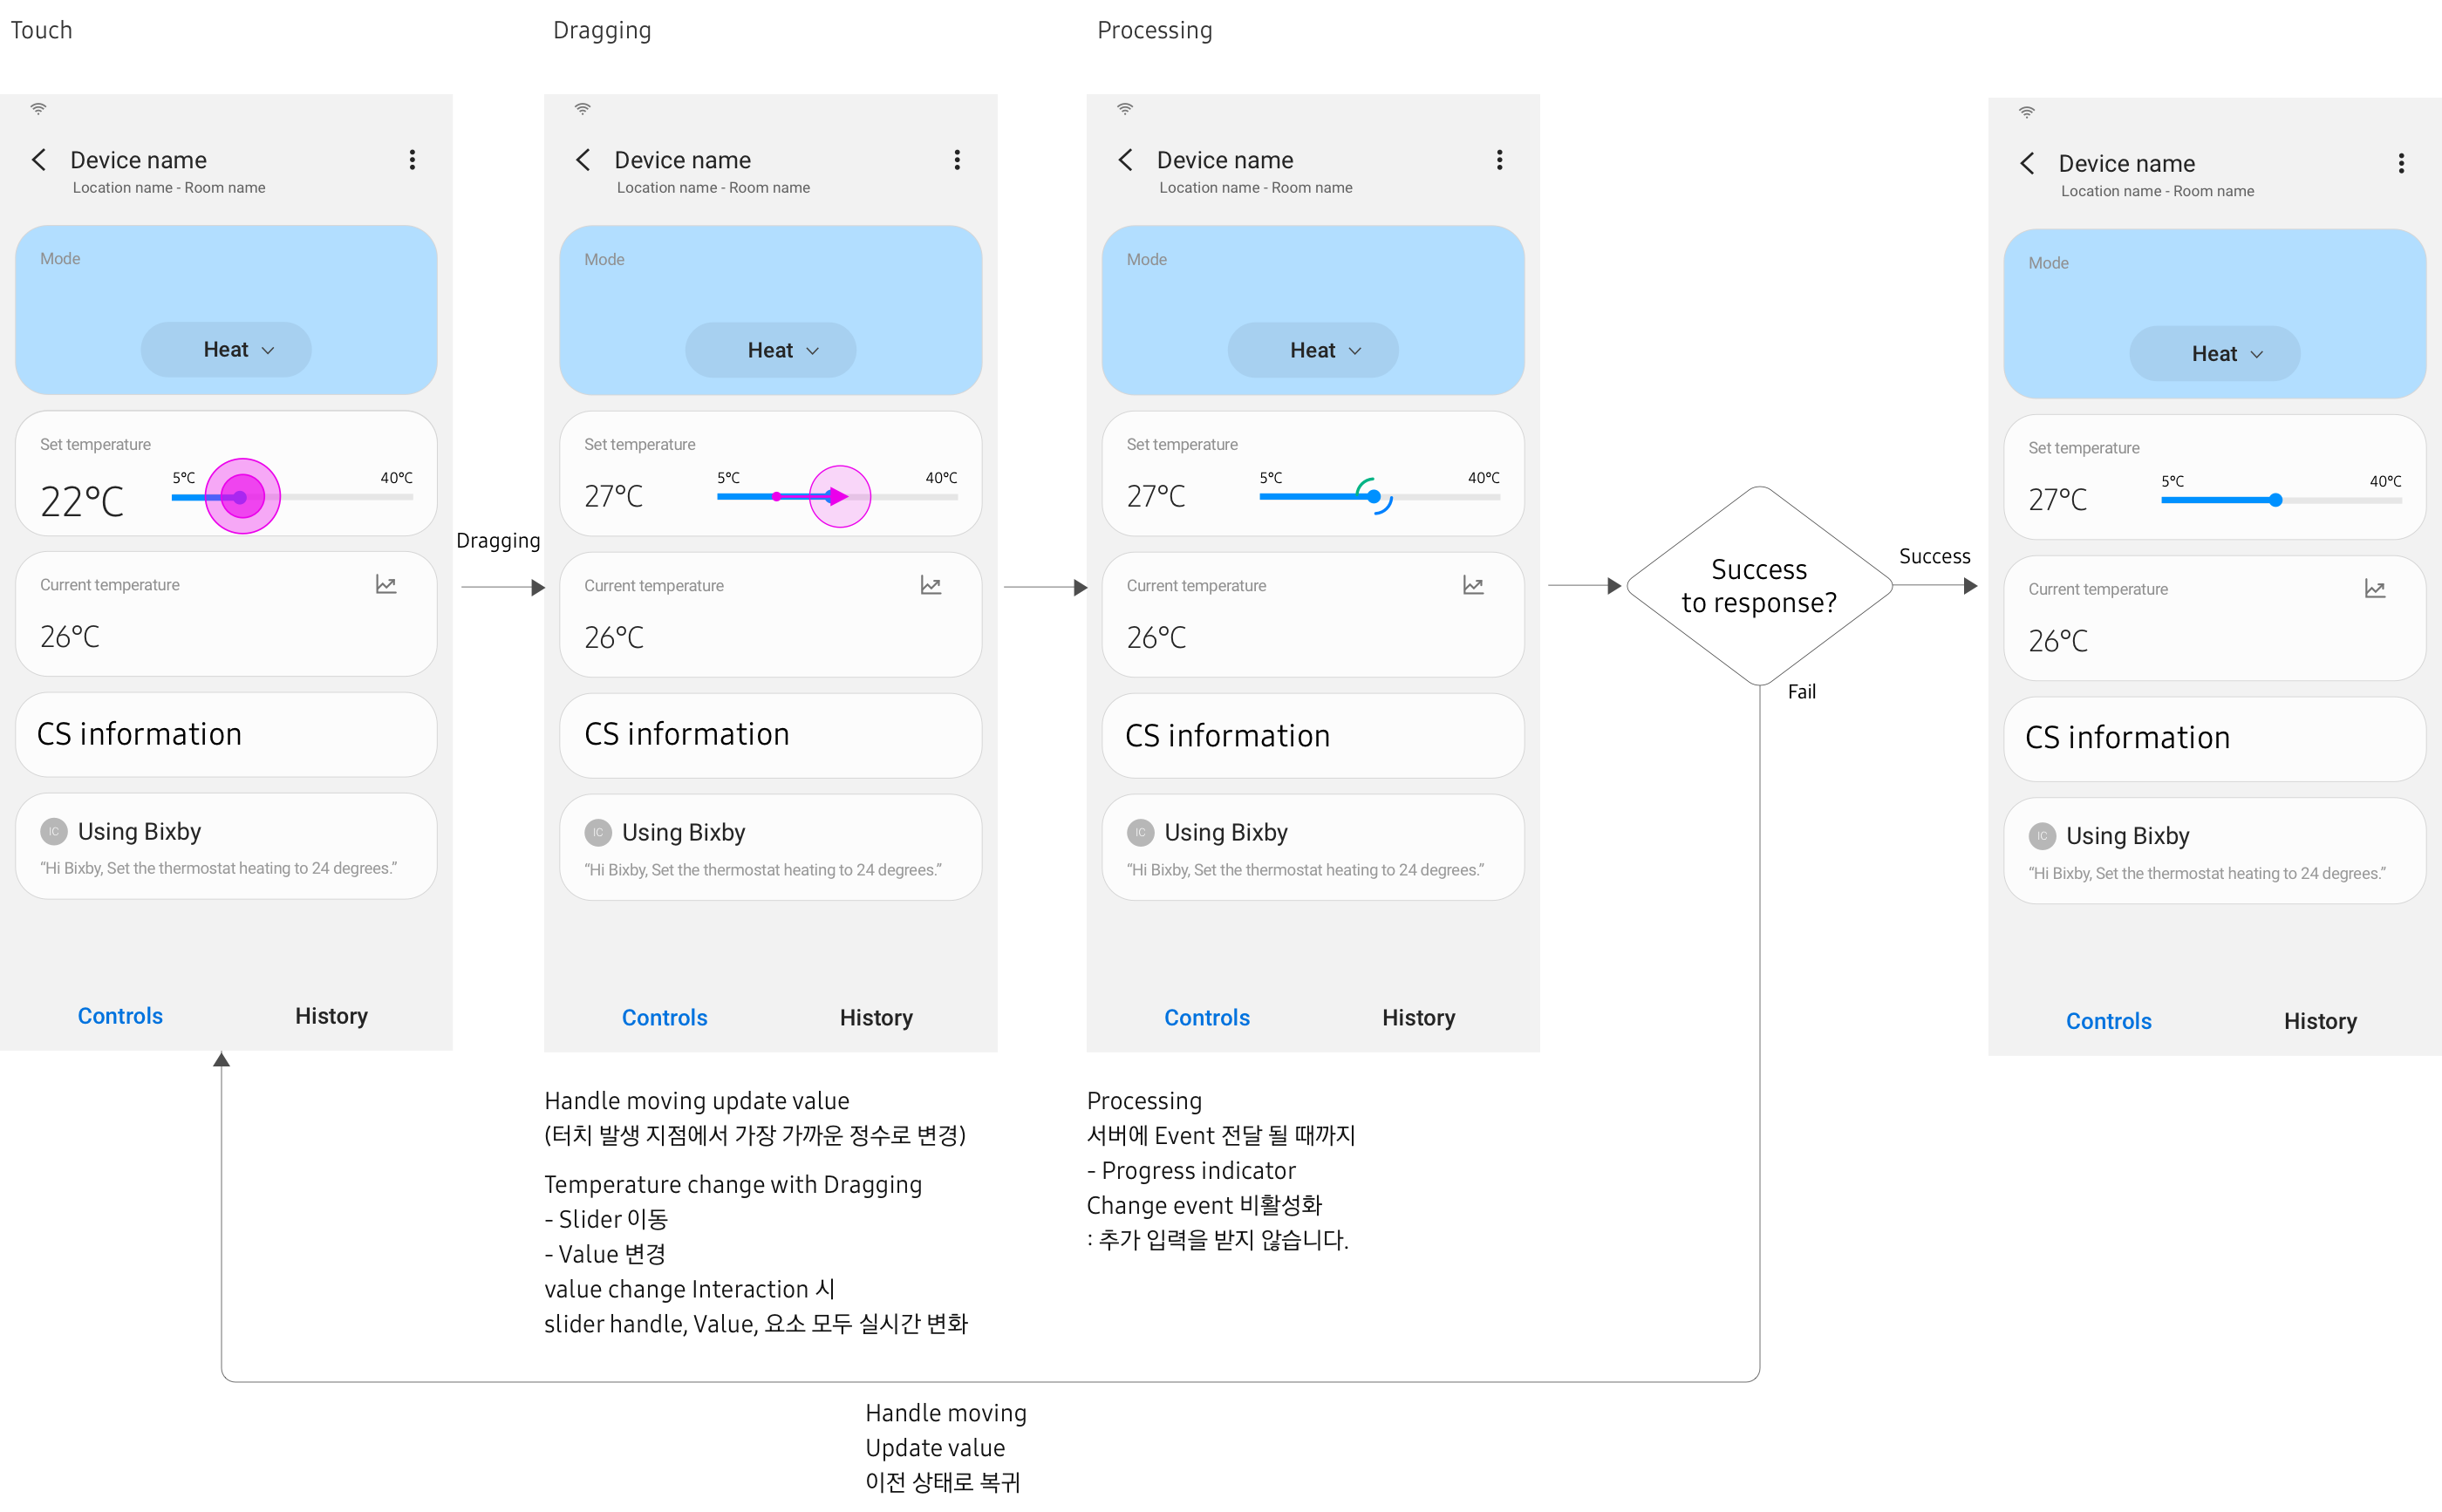 Touch
Dragging
Processing
Device name
Location name - Room name
Mode
Heat
Set temperature
22°C
5°C
40°C
Current temperature
26°C
CS information
IC
Using Bixby
“Hi Bixby, Set the thermostat heating to 24 degrees.”
Controls
History
Dragging
Device name
Location name - Room name
Mode
Heat
Set temperature
27°C
5°C
40°C
Current temperature
26°C
CS information
IC
Using Bixby
“Hi Bixby, Set the thermostat heating to 24 degrees.”
Controls
History
Handle moving update value
(터치 발생 지점에서 가장 가까운 정수로 변경)
Temperature change with Dragging
- Slider 이동
- Value 변경
value change Interaction 시
slider handle, Value, 요소 모두 실시간 변화
Device name
Location name - Room name
Mode
Heat
Set temperature
27°C
5°C
40°C
Current temperature
26°C
CS information
IC
Using Bixby
“Hi Bixby, Set the thermostat heating to 24 degrees.”
Controls
History
Processing
서버에 Event 전달 될 때까지
- Progress indicator
Change event 비활성화
: 추가 입력을 받지 않습니다.
Success
to response?
Success
Fail
Device name
Location name - Room name
Mode
Heat
Set temperature
27°C
5°C
40°C
Current temperature
26°C
CS information
IC
Using Bixby
“Hi Bixby, Set the thermostat heating to 24 degrees.”
Controls
History
Handle moving
Update value
이전 상태로 복귀